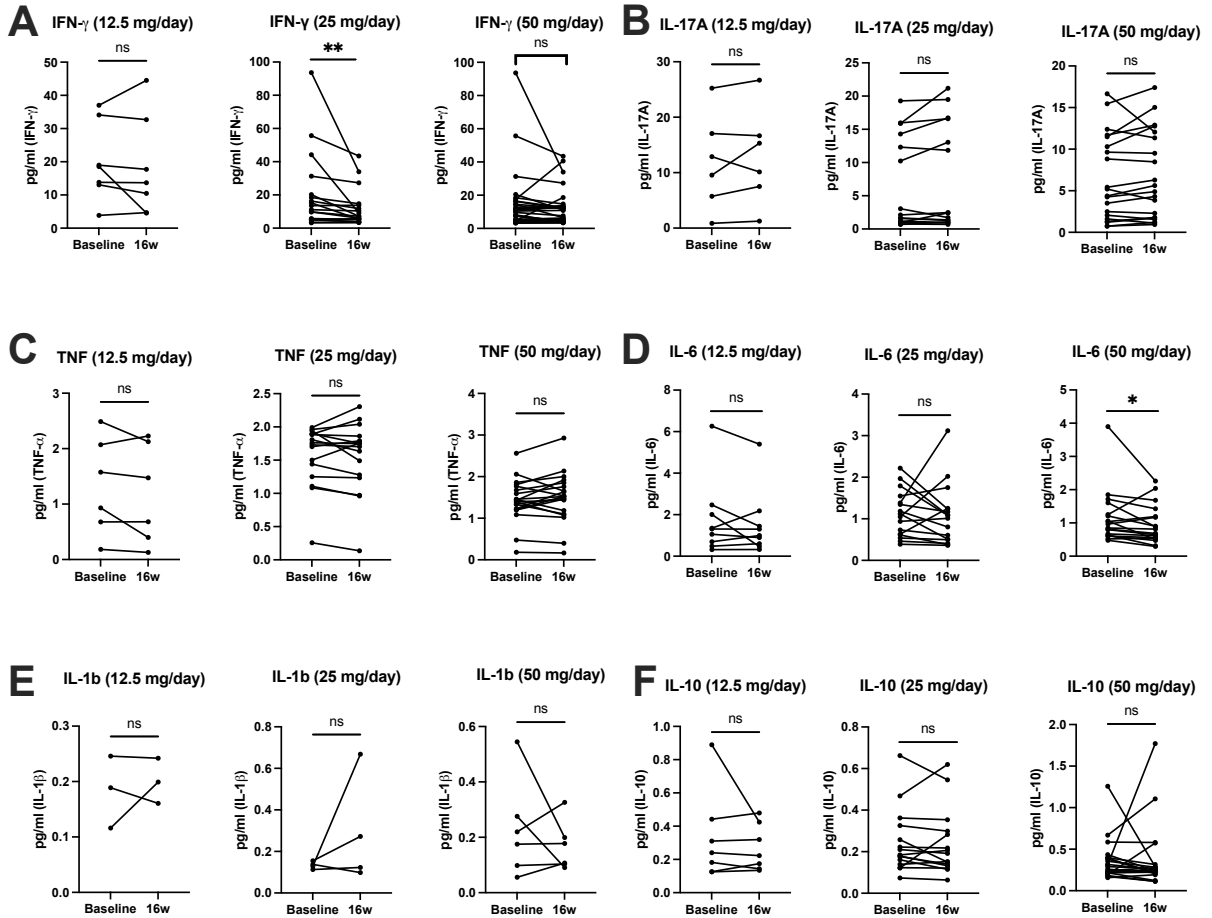 A
IFN-γ (12.5 mg/day)
ns
pg/ml (IFN-γ)
50
40
30
20
10
0
Baseline 16w
IFN-γ (25 mg/day)
**
pg/ml (IFN-γ)
100
80
60
40
20
0
Baseline 16w
IFN-γ (50 mg/day)
ns
pg/ml (IFN-γ)
100
80
60
40
20
0
Baseline 16w
B
IL-17A (12.5 mg/day)
ns
pg/ml (IL-17A)
30
20
10
0
Baseline 16w
IL-17A (25 mg/day)
ns
pg/ml (IL-17A)
25
20
15
10
5
0
Baseline 16w
IL-17A (50 mg/day)
ns
pg/ml (IL-17A)
20
15
10
5
0
Baseline 16w
C
TNF (12.5 mg/day)
ns
pg/ml (TNF-α)
3
2
1
0
Baseline 16w
TNF (25 mg/day)
ns
pg/ml (TNF-α)
2.5
2.0
1.5
1.0
0.5
0.0
Baseline 16w
TNF (50 mg/day)
ns
pg/ml (TNF-α)
4
3
2
1
0
Baseline 16w
D
IL-6 (12.5 mg/day)
ns
pg/ml (IL-6)
8
6
4
2
0
Baseline 16w
IL-6 (25 mg/day)
ns
pg/ml (IL-6)
4
3
2
1
0
Baseline 16w
IL-6 (50 mg/day)
*
pg/ml (IL-6)
5
4
3
2
1
0
Baseline 16w
E
IL-1b (12.5 mg/day)
ns
pg/ml (IL-1β)
0.3
0.2
0.1
0.0
Baseline 16w
IL-1b (25 mg/day)
ns
pg/ml (IL-1β)
0.8
0.6
0.4
0.2
0.0
Baseline 16w
IL-1b (50 mg/day)
ns
pg/ml (IL-1β)
0.6
0.4
0.2
0.0
Baseline 16w
F
IL-10 (12.5 mg/day)
ns
pg/ml (IL-10)
1.0
0.8
0.6
0.4
0.2
0.0
Baseline 16w
IL-10 (25 mg/day)
ns
pg/ml (IL-10)
0.8
0.6
0.4
0.2
0.0
Baseline 16w
IL-10 (50 mg/day)
ns
pg/ml (IL-10)
2.0
1.5
1.0
0.5
0.0
Baseline 16w